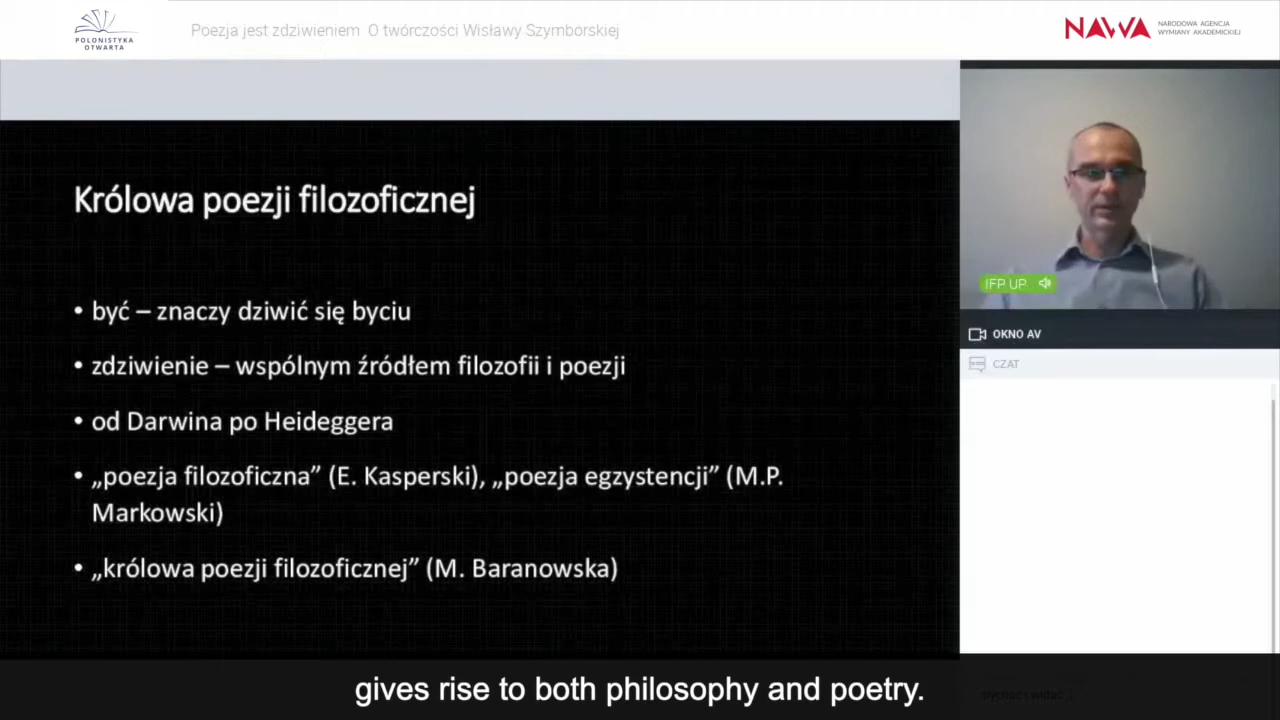 POLONISTYKA
OTWARTA
Poezja jest zdziwieniem O twórczości Wisławy Szymborskiej
NAWA
NARODOWA AGENCJA
WYMIANY AKADEMICKIEJ
Królowa poezji filozoficznej
• być – znaczy dziwić się byciu
• zdziwienie – wspólnym źródłem filozofii i poezji
• od Darwina po Heideggera
• „poezja filozoficzna” (E. Kasperski), „poezja egzystencji” (M.P.
Markowski)
• „królowa poezji filozoficznej” (M. Baranowska)
IFP UP
OKNO AV
CZAT
gives rise to both philosophy and poetry.